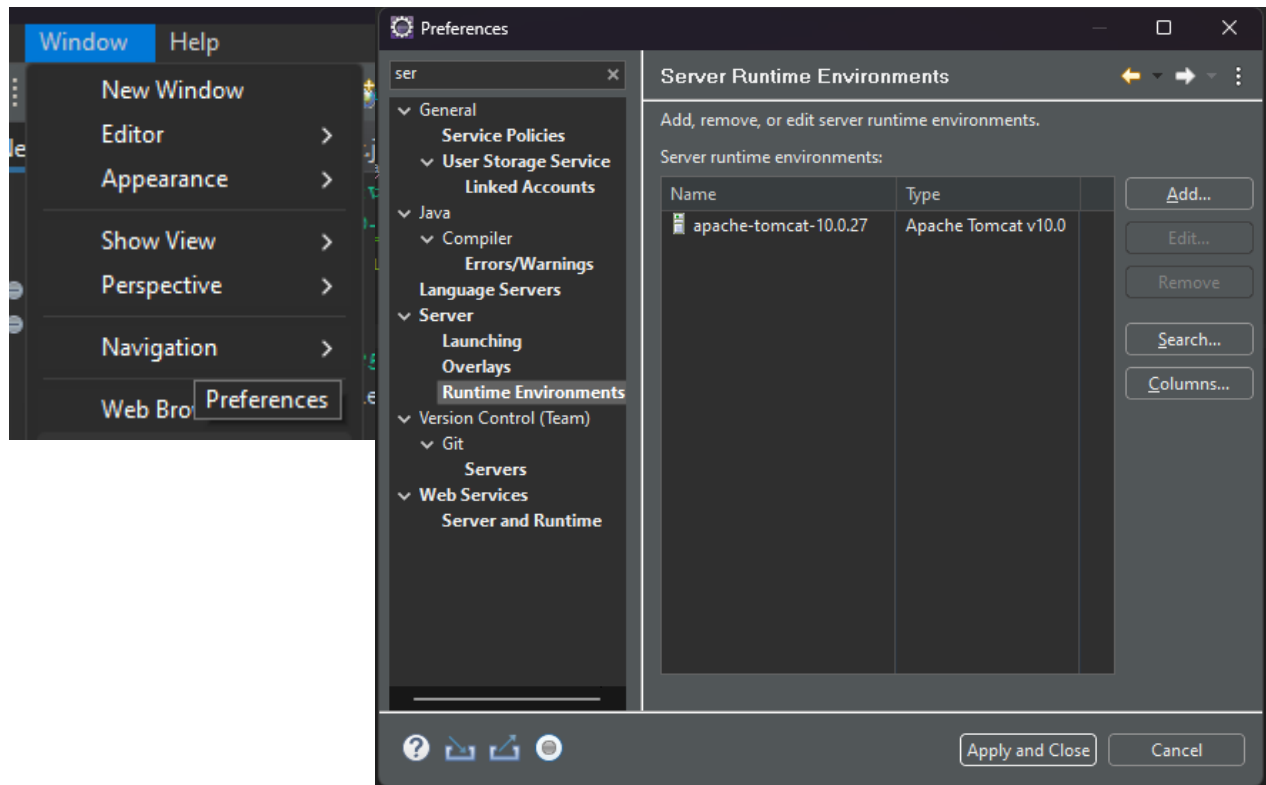 Window Help
New Window
Editor
Appearance
Show View
Perspective
Navigation
Web Bro
Preferences
Preferences
ser
General
Service Policies
User Storage Service
Linked Accounts
Java
Compiler
Errors/Warnings
Language Servers
Server
Launching
Overlays
Runtime Environments
Version Control (Team)
Git
Servers
Web Services
Server and Runtime
Server Runtime Environments
Add, remove, or edit server runtime environments.
Server runtime environments:
Name Type
apache-tomcat-10.0.27 Apache Tomcat v10.0
Add...
Edit...
Remove
Search...
Columns...
Apply and Close Cancel